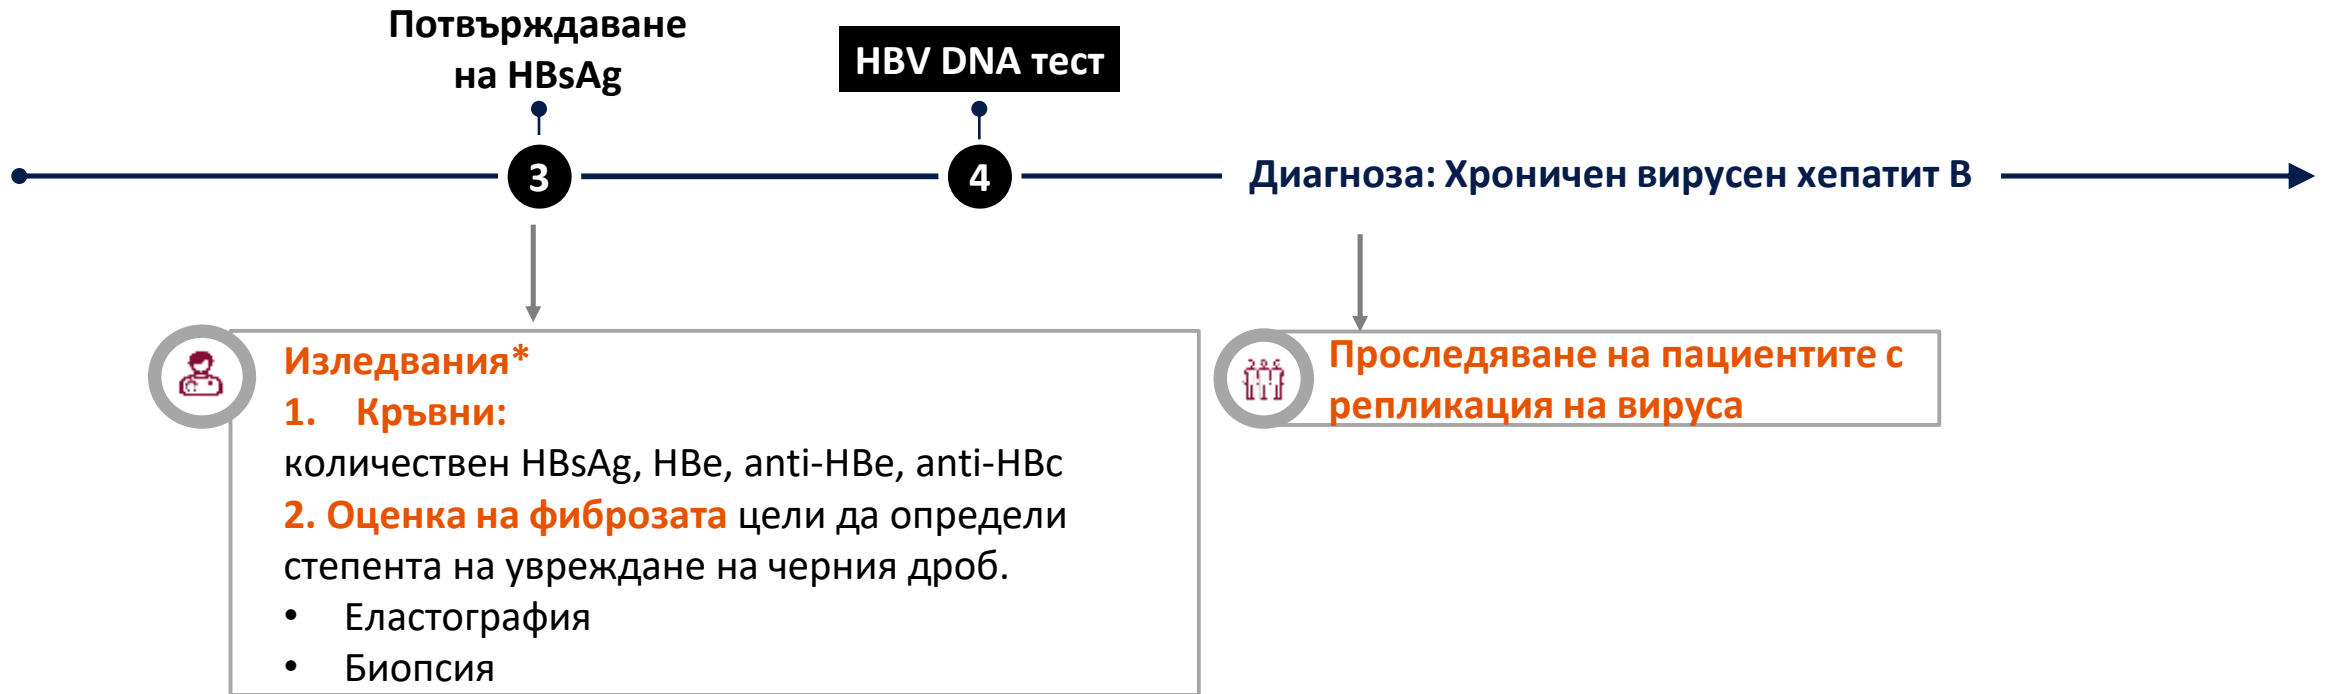 Потвърждаване
на HBsAg
HBV DNA тест
3
4
Диагноза: Хроничен вирусен хепатит B
Изледвания*
1. Кръвни:
количествен HBsAg, HBe, anti-HBe, anti-HBc
2. Оценка на фиброзата цели да определи
степента на увреждане на черния дроб.
• Еластография
• Биопсия
Проследяване на пациентите с
репликация на вируса